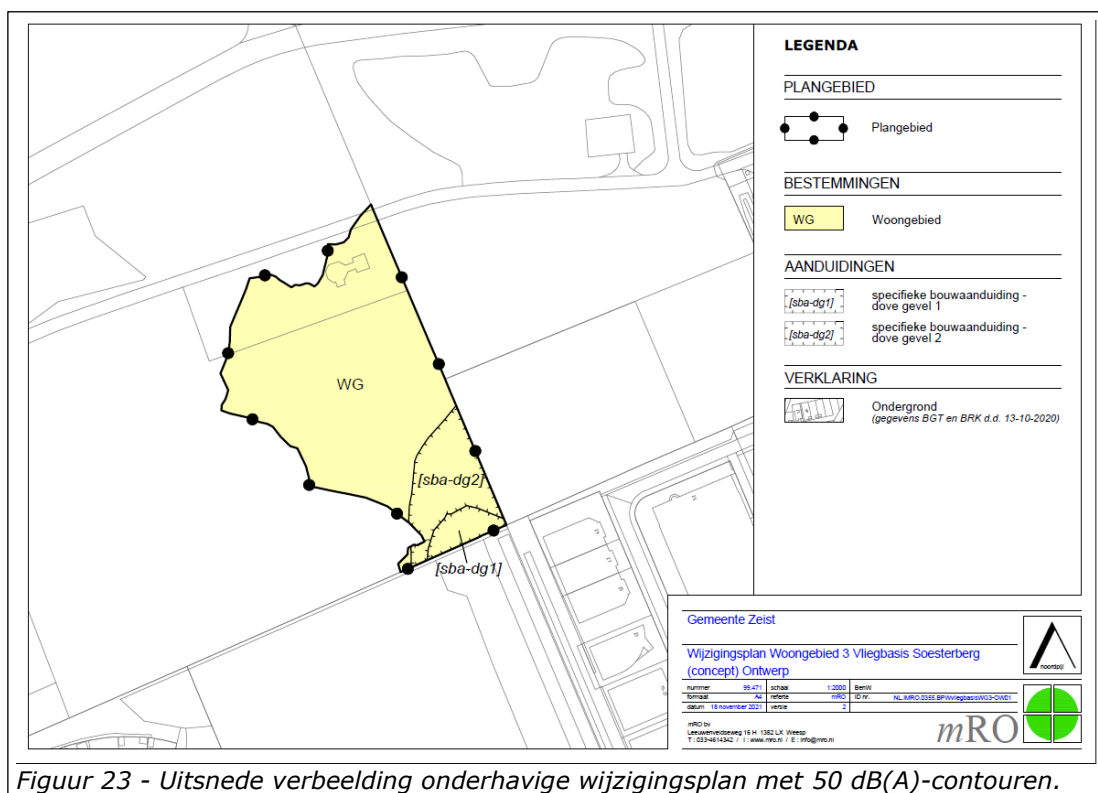 WG
[sba-dg2]
[sba-dg1]
LEGENDA
PLANGEBIED
Plangebied
BESTEMMINGEN
WG
Woongebied
AANDUIDINGEN
[sba-dg1]
specifieke bouwaanduiding -
dove gevel 1
[sba-dg2]
specifieke bouwaanduiding -
dove gevel 2
VERKLARING
Ondergrond
(gegevens BGT en BRK d.d. 13-10-2020)
Gemeente Zeist
Wijzigingsplan Woongebied 3 Vliegbasis Soesterberg
(concept) Ontwerp
noordpijl
nummer 99.471 schaal 1:2000 BenW
formaat A4 referte mRO ID nr. NL.IMRO.0355.BPWvliegbasisWG3-OW01
datum 18 november 2021 versie 2
mRO bv
Leeuwenveldseweg 16 H 1382 LX Weesp
T : 033-4614342 / I : www.mro.nl / E : info@mro.nl
mRO
Figuur 23 - Uitsnede verbeelding onderhavige wijzigingsplan met 50 dB(A)-contouren.